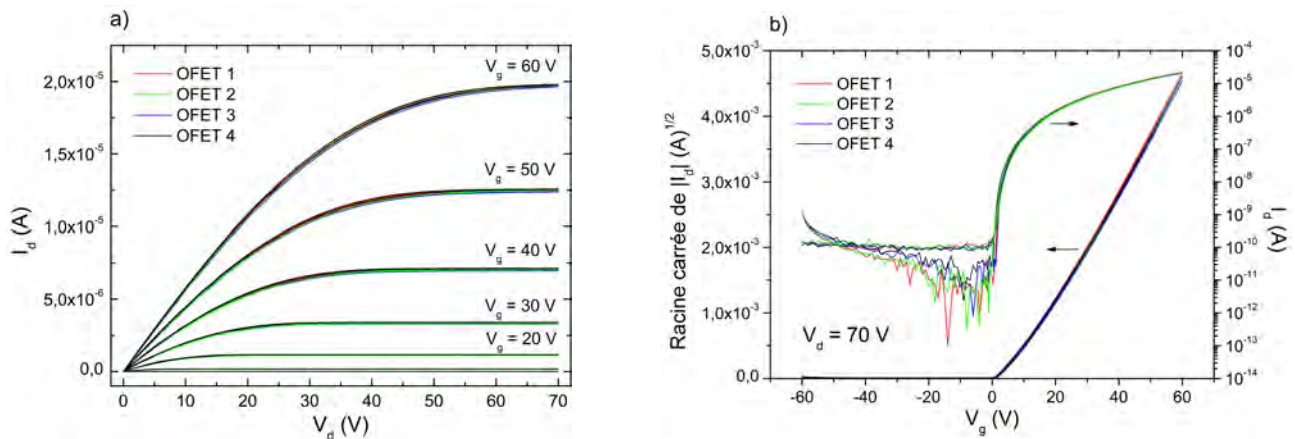 a)
I_d (A)
2,0x10⁻⁵
1,5x10⁻⁵
1,0x10⁻⁵
5,0x10⁻⁶
0,0
OFET 1
OFET 2
OFET 3
OFET 4
V_g = 60 V
V_g = 50 V
V_g = 40 V
V_g = 30 V
V_g = 20 V
0 10 20 30 40 50 60 70
V_d (V)
b)
Racine carrée de |I_d| (A)^1/2
5,0x10⁻³
4,0x10⁻³
3,0x10⁻³
2,0x10⁻³
1,0x10⁻³
0,0
OFET 1
OFET 2
OFET 3
OFET 4
V_d = 70 V
-60 -40 -20 0 20 40 60
V_g (V)
10⁻⁴
10⁻⁵
10⁻⁶
10⁻⁷
10⁻⁸
10⁻⁹
10⁻¹⁰
10⁻¹¹
10⁻¹²
10⁻¹³
10⁻¹⁴
I_d (A)